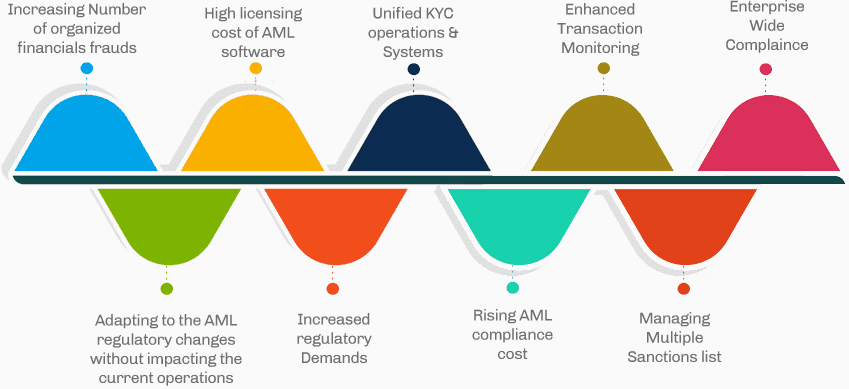 Increasing Number
of organized
financials frauds
High licensing
cost of AML
software
Unified KYC
operations &
Systems
Enhanced
Transaction
Monitoring
Enterprise
Wide
Complaince
Adapting to the AML
regulatory changes
without impacting the
current operations
Increased
regulatory
Demands
Rising AML
compliance
cost
Managing
Multiple
Sanctions list